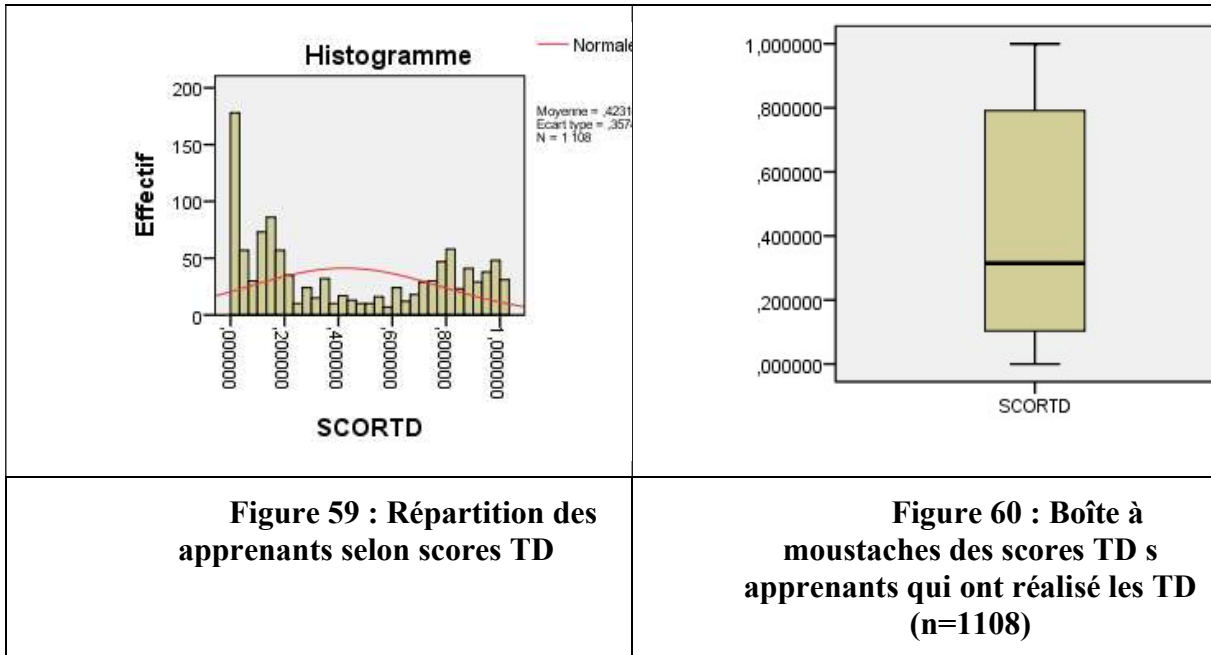 Histogramme
Normale
200
150
100
50
0
Effectif
Moyenne = ,4231
Ecart type = ,357
N = 1 108
,000000
,200000
,400000
,600000
,800000
1,000000
SCORTD
1,000000
,800000
,600000
,400000
,200000
,000000
SCORTD
Figure 59 : Répartition des
apprenants selon scores TD
Figure 60 : Boîte à
moustaches des scores TD s
apprenants qui ont réalisé les TD
(n=1108)